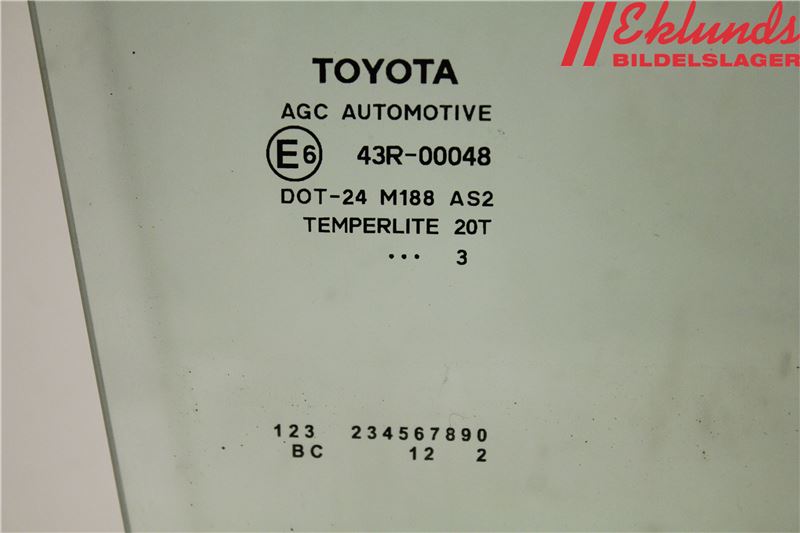 Eklunds
BILDELSLAGER
TOYOTA
AGC AUTOMOTIVE
E6 43R-00048
DOT-24 M188 AS2
TEMPERLITE 20T
... 3
123 234567890
BC 12 2